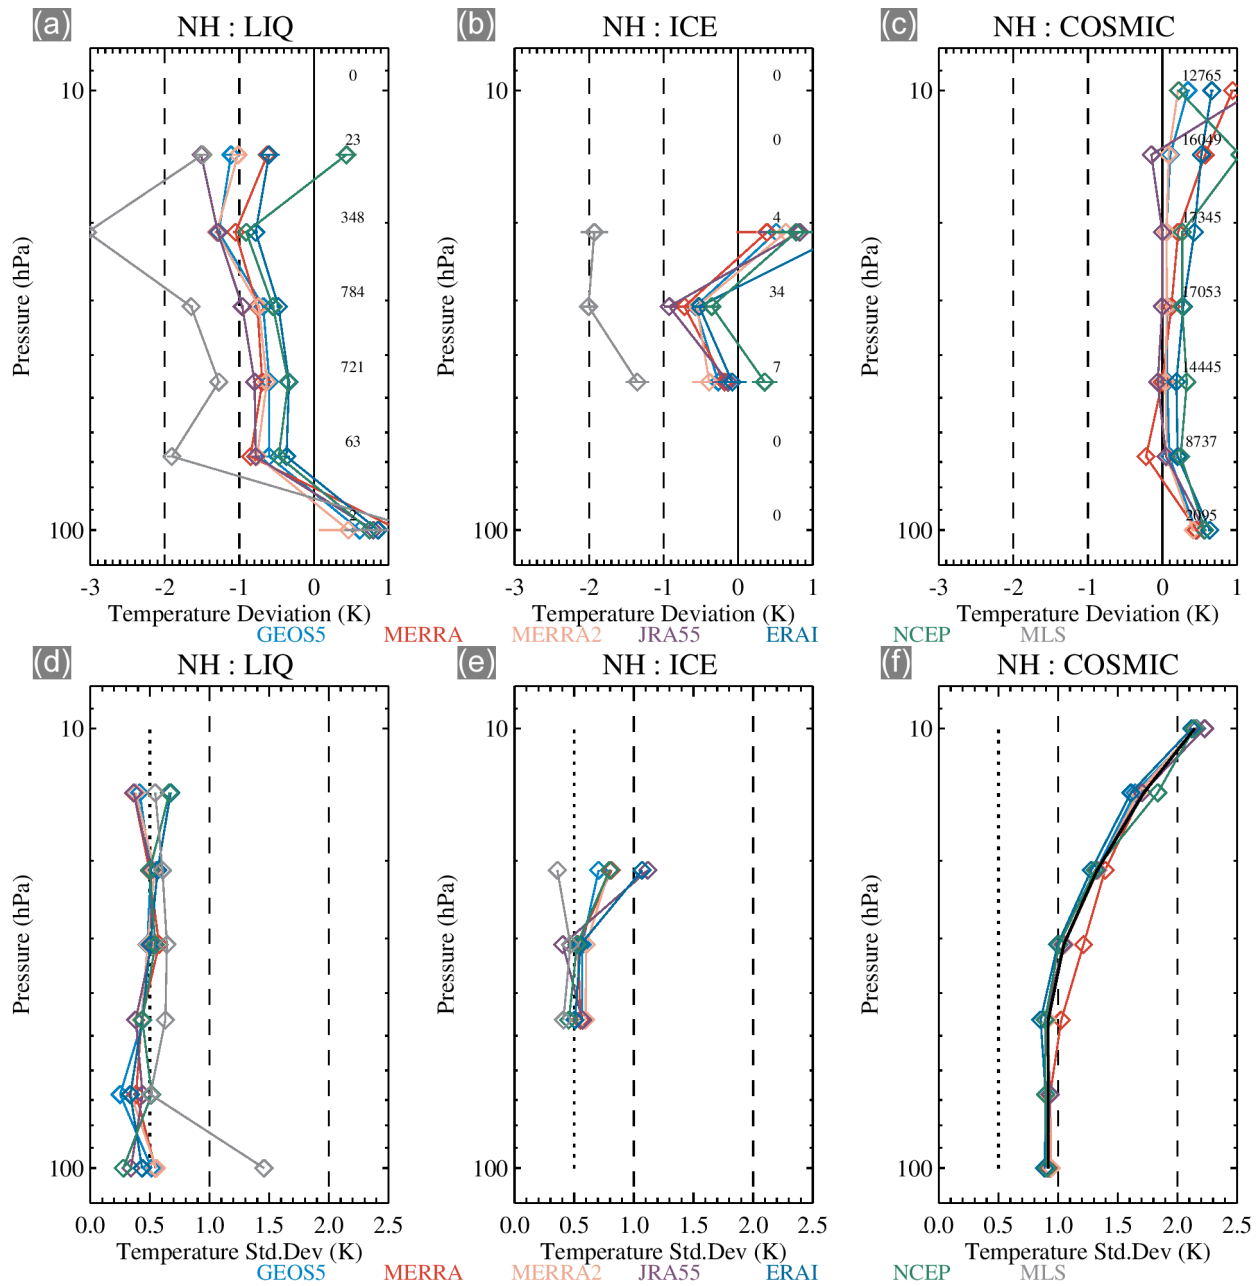 (a) NH : LIQ (b) NH : ICE (c) NH : COSMIC
10 0 10 0 12765
23 0 16049
348 4 17345
Pressure (hPa) Pressure (hPa) Pressure (hPa)
784 34 17053
721 7 14445
63 0 8737
100 2 100 0 100 2095
-3 -2 -1 0 1 -3 -2 -1 0 1 -3 -2 -1 0 1
Temperature Deviation (K) Temperature Deviation (K) Temperature Deviation (K)
GEOS5 MERRA MERRA2 JRA55 ERAI NCEP MLS
(d) NH : LIQ (e) NH : ICE (f) NH : COSMIC
10 10 10
Pressure (hPa) Pressure (hPa) Pressure (hPa)
100 100 100
0.0 0.5 1.0 1.5 2.0 2.5 0.0 0.5 1.0 1.5 2.0 2.5 0.0 0.5 1.0 1.5 2.0 2.5
Temperature Std.Dev (K) Temperature Std.Dev (K) Temperature Std.Dev (K)
GEOS5 MERRA MERRA2 JRA55 ERAI NCEP MLS